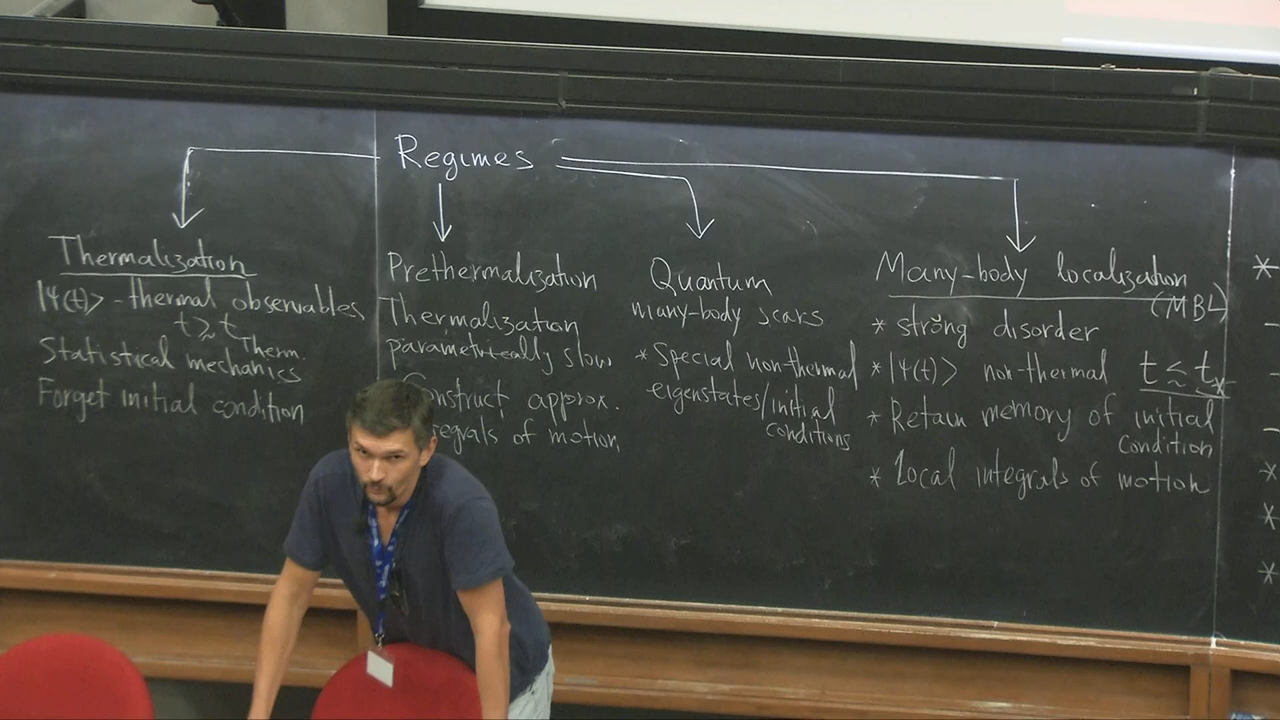 Regimes
Thermalization
|ψ(t)> - thermal observables,
t ≳ t Therm.
Statistical mechanics
Forget initial condition
Prethermalization
Thermalization
parametrically slow
Construct approx.
integrals of motion
Quantum
many-body scars
* Special non-thermal
eigenstates/initial
conditions
Many-body localization
(MBL)
* strong disorder
* |ψ(t)> non-thermal t ≲ t
* Retain memory of initial
condition
* Local integrals of motion